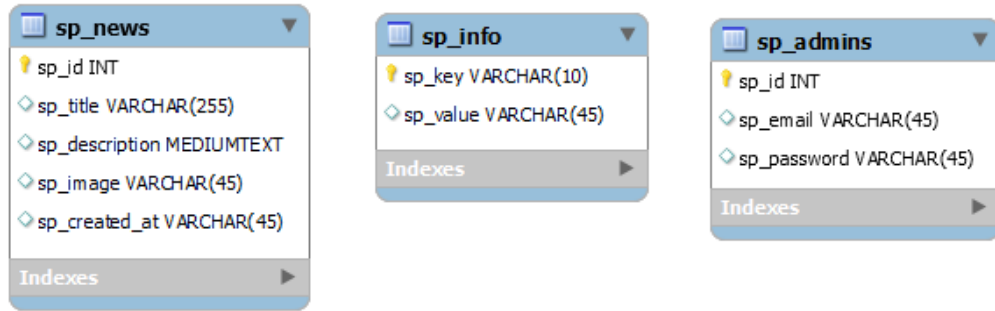 sp_news
sp_id INT
sp_title VARCHAR(255)
sp_description MEDIUMTEXT
sp_image VARCHAR(45)
sp_created_at VARCHAR(45)
Indexes
sp_info
sp_key VARCHAR(10)
sp_value VARCHAR(45)
Indexes
sp_admins
sp_id INT
sp_email VARCHAR(45)
sp_password VARCHAR(45)
Indexes